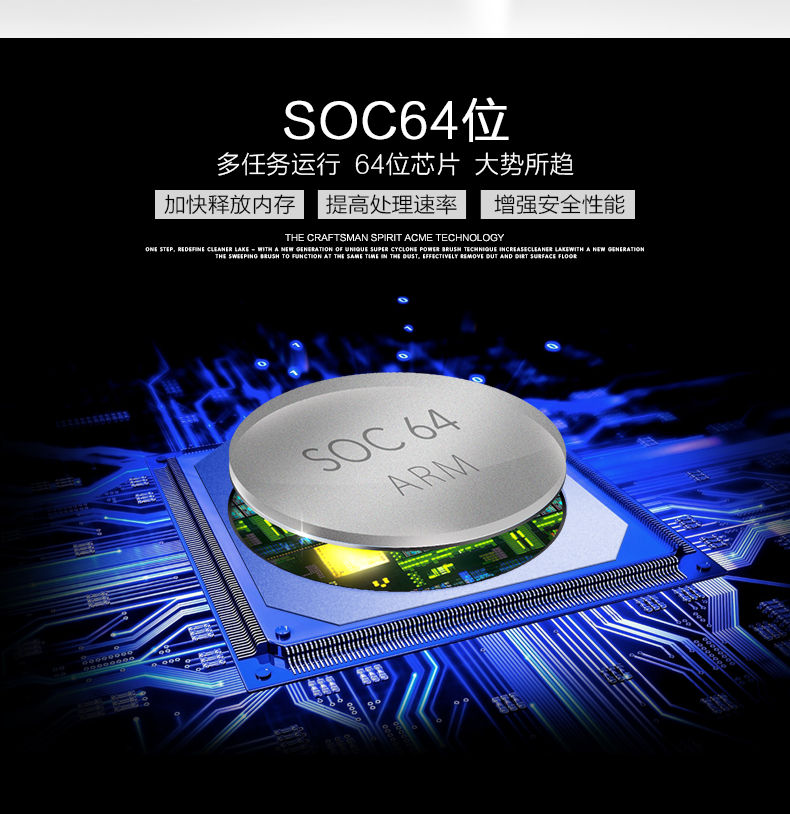 SOC64位
多任务运行 64位芯片 大势所趋
加快释放内存 提高处理速率 增强安全性能
THE CRAFTSMAN SPIRIT ACME TECHNOLOGY
ONE STEP, REDEFINE CLEANER LAKE – WITH A NEW GENERATION OF UNIQUE SUPER CYCLONE POWER BRUSH TECHNIQUE INCREASECLEANER LAKEWITH A NEW GENERATION
THE SWEEPING BRUSH TO FUNCTION AT THE SAME TIME IN THE DUST, EFFECTIVELY REMOVE DUT AND DIRT SURFACE FLOOR
SOC 64
ARM